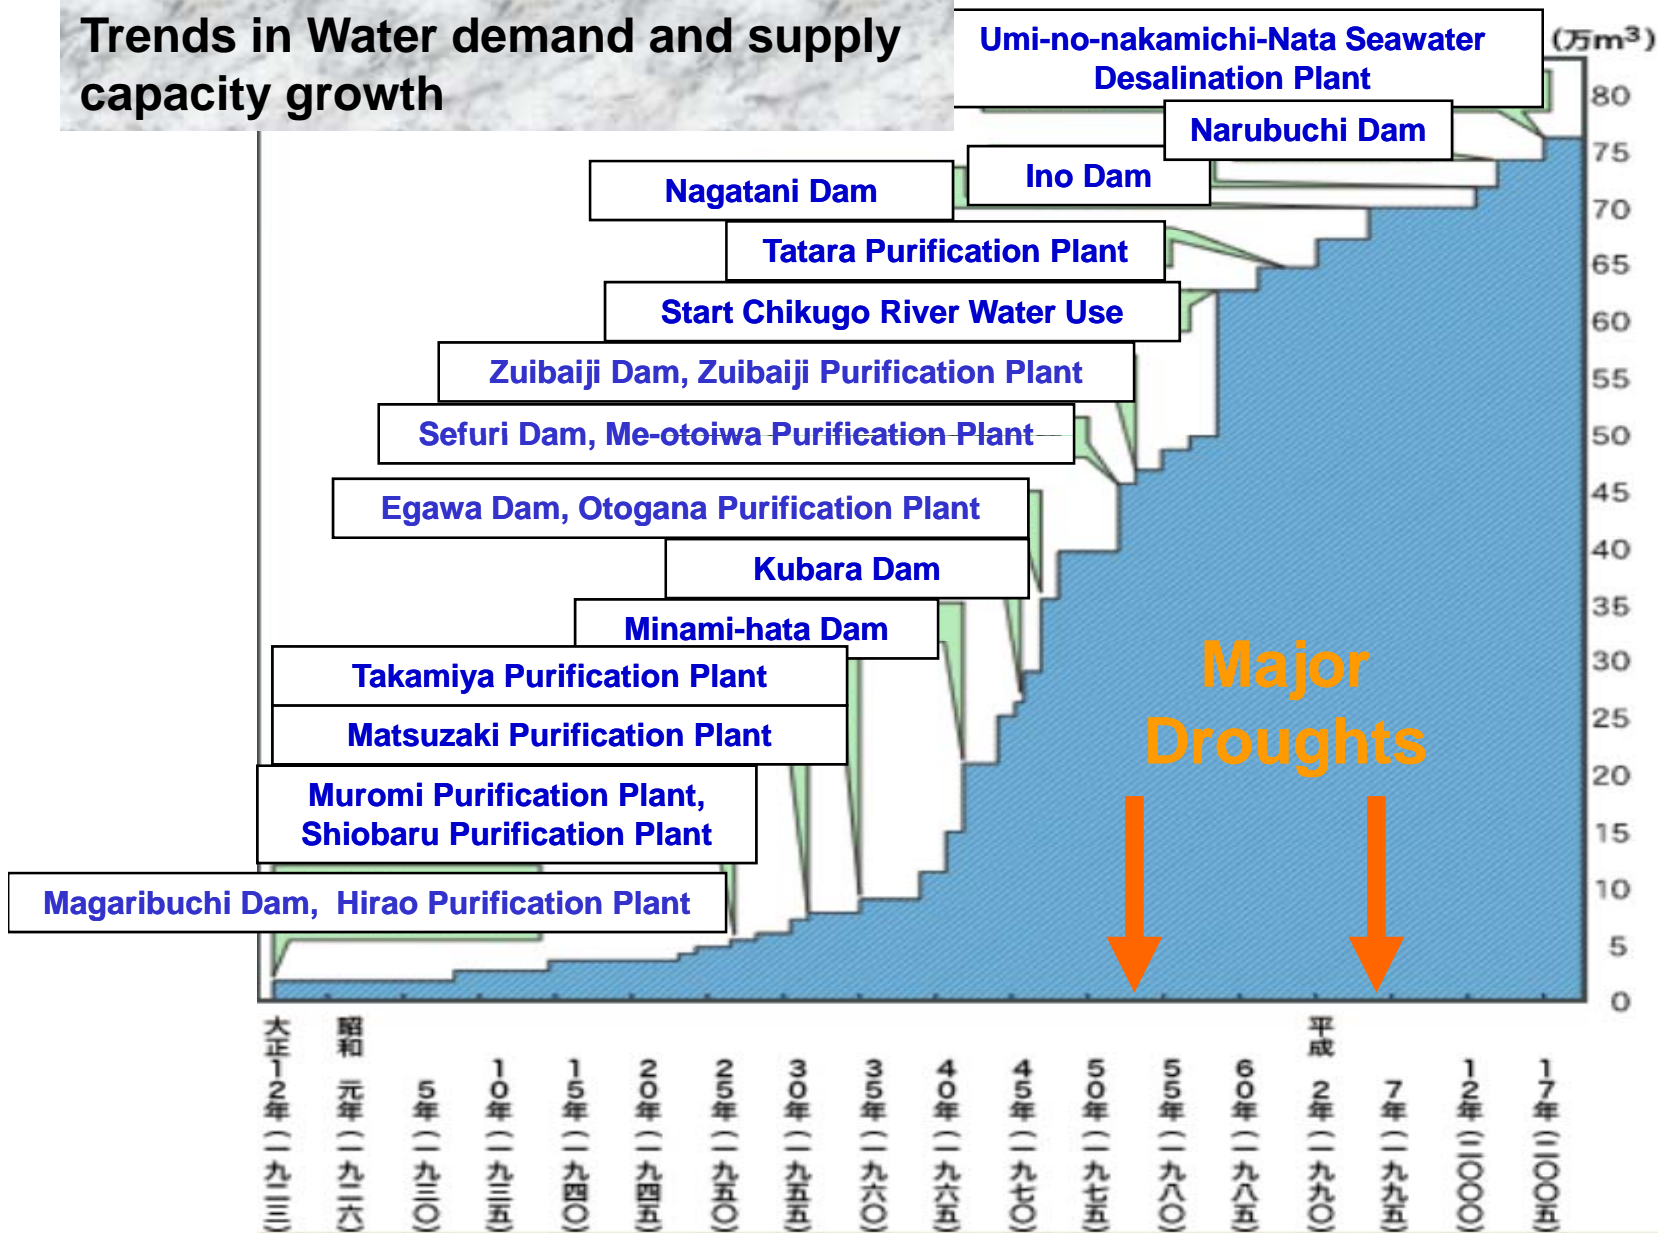 Trends in Water demand and supply
capacity growth
Umi-no-nakamichi-Nata Seawater
Desalination Plant
(万m³)
Narubuchi Dam
Ino Dam
Nagatani Dam
Tatara Purification Plant
Start Chikugo River Water Use
Zuibaiji Dam, Zuibaiji Purification Plant
Sefuri Dam, Me-otoiwa Purification Plant
Egawa Dam, Otogana Purification Plant
Kubara Dam
Minami-hata Dam
Takamiya Purification Plant
Matsuzaki Purification Plant
Muromi Purification Plant,
Shiobaru Purification Plant
Magaribuchi Dam, Hirao Purification Plant
Major
Droughts
80
75
70
65
60
55
50
45
40
35
30
25
20
15
10
5
0
大正12年(一九二三)
昭和 元年(一九二六)
5年(一九三〇)
10年(一九三五)
15年(一九四〇)
20年(一九四五)
25年(一九五〇)
30年(一九五五)
35年(一九六〇)
40年(一九六五)
45年(一九七〇)
50年(一九七五)
55年(一九八〇)
60年(一九八五)
平成 2年(一九九〇)
7年(一九九五)
12年(二〇〇〇)
17年(二〇〇五)